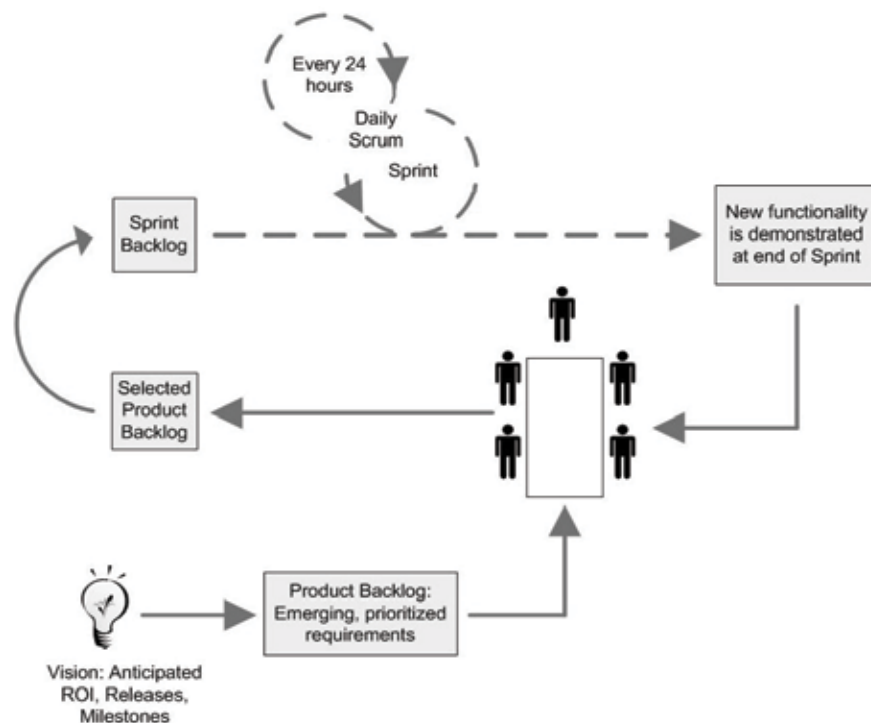 Every 24
hours
Daily
Scrum
Sprint
Sprint
Backlog
New functionality
is demonstrated
at end of Sprint
Selected
Product
Backlog
Product Backlog:
Emerging, prioritized
requirements
Vision: Anticipated
ROI, Releases,
Milestones